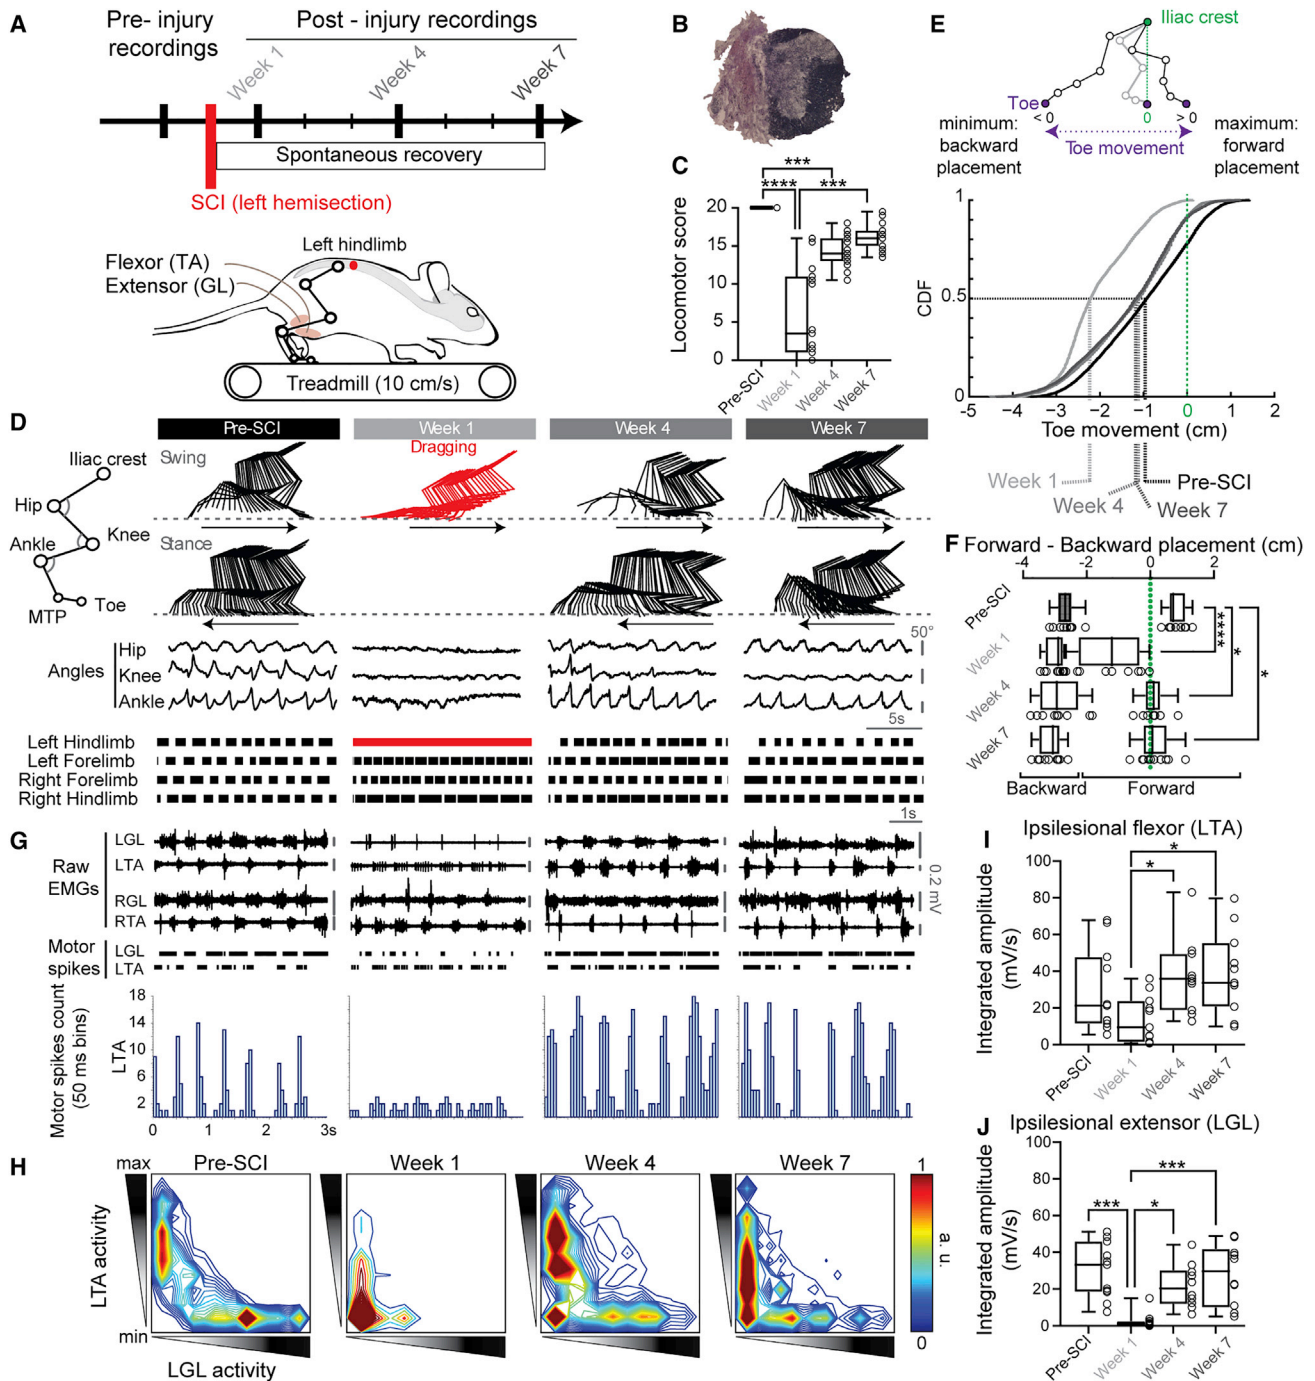 A
Pre- injury
recordings
Post - injury recordings
Week 1
Week 4
Week 7
Spontaneous recovery
SCI (left hemisection)
Left hindlimb
Flexor (TA)
Extensor (GL)
Treadmill (10 cm/s)
B
C
***
**** ***
Locomotor score
20
15
10
5
0
Pre-SCI
Week 1
Week 4
Week 7
E
Iliac crest
Toe
< 0
0
> 0
minimum:
backward
placement
Toe movement
maximum:
forward
placement
CDF
1
0.5
0
-5 -4 -3 -2 -1 0 1 2
Toe movement (cm)
Week 1
Week 4
Pre-SCI
Week 7
D
Pre-SCI Week 1 Week 4 Week 7
Iliac crest
Hip
Knee
Ankle
MTP
Toe
Swing
Dragging
Stance
Angles
Hip
Knee
Ankle
50°
5s
Left Hindlimb
Left Forelimb
Right Forelimb
Right Hindlimb
1s
F
Forward - Backward placement (cm)
-4 -2 0 2
Pre-SCI
Week 1
Week 4
Week 7
****
*
*
Backward
Forward
G
Raw
EMGs
LGL
LTA
RGL
RTA
0.2 mV
Motor
spikes
LGL
LTA
Motor spikes count
(50 ms bins)
LTA
18
14
10
6
2
0 1 2 3s
H
Pre-SCI Week 1 Week 4 Week 7
max
LTA activity
min
LGL activity
1
a. u.
0
I
Ipsilesional flexor (LTA)
*
*
Integrated amplitude
(mV/s)
100
80
60
40
20
0
Pre-SCI
Week 1
Week 4
Week 7
J
Ipsilesional extensor (LGL)
***
*** *
Integrated amplitude
(mV/s)
100
80
60
40
20
0
Pre-SCI
Week 1
Week 4
Week 7